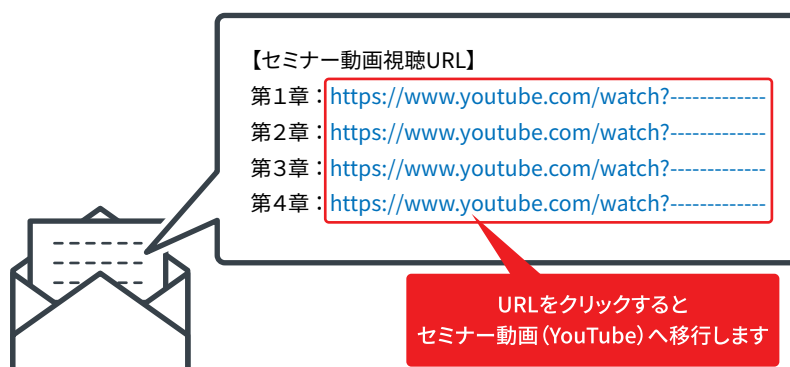 【セミナー動画視聴URL】
第1章：https://www.youtube.com/watch?-------------
第2章：https://www.youtube.com/watch?-------------
第3章：https://www.youtube.com/watch?-------------
第4章：https://www.youtube.com/watch?-------------
URLをクリックすると
セミナー動画（YouTube）へ移行します